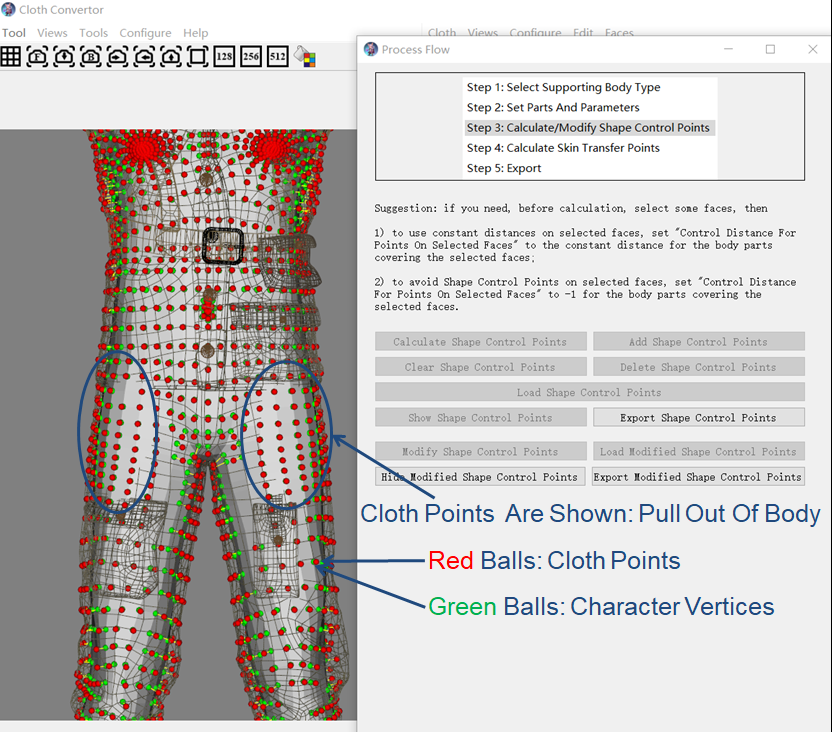 Cloth Convertor
Tool Views Tools Configure Help
Cloth Views Configure Edit Faces
F T B 128 256 512
Process Flow
Step 1: Select Supporting Body Type
Step 2: Set Parts And Parameters
Step 3: Calculate/Modify Shape Control Points
Step 4: Calculate Skin Transfer Points
Step 5: Export
Suggestion: if you need, before calculation, select some faces, then
1) to use constant distances on selected faces, set "Control Distance For
Points On Selected Faces" to the constant distance for the body parts
covering the selected faces;
2) to avoid Shape Control Points on selected faces, set "Control Distance
For Points On Selected Faces" to -1 for the body parts covering the
selected faces.
Calculate Shape Control Points Add Shape Control Points
Clear Shape Control Points Delete Shape Control Points
Load Shape Control Points
Show Shape Control Points Export Shape Control Points
Modify Shape Control Points Load Modified Shape Control Points
Hide Modified Shape Control Points Export Modified Shape Control Points
Cloth Points Are Shown: Pull Out Of Body
Red Balls: Cloth Points
Green Balls: Character Vertices